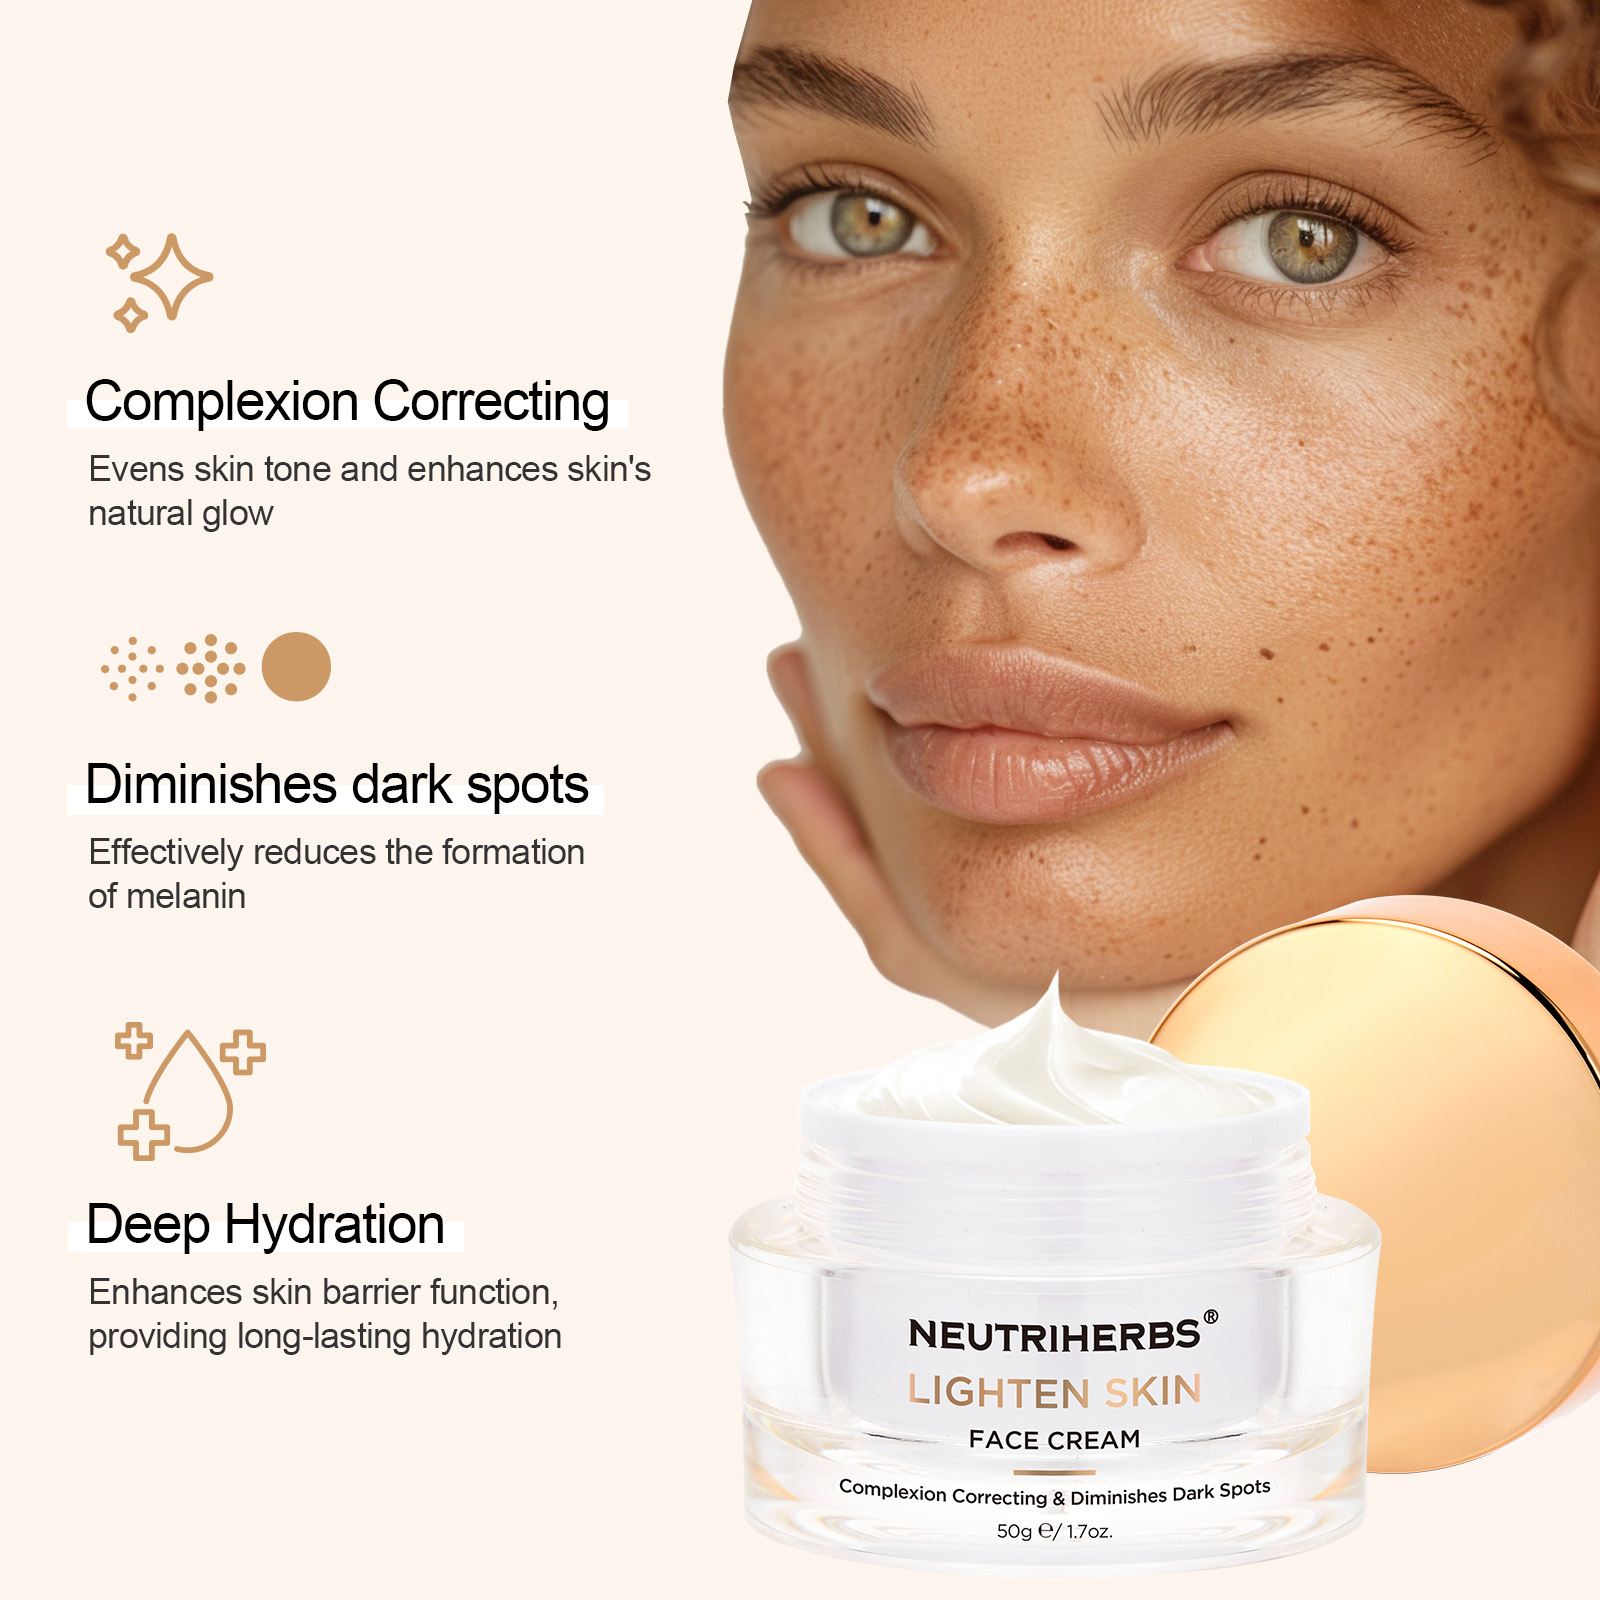 Complexion Correcting
Evens skin tone and enhances skin's
natural glow
Diminishes dark spots
Effectively reduces the formation
of melanin
Deep Hydration
Enhances skin barrier function,
providing long-lasting hydration
NEUTRIHERBS®
LIGHTEN SKIN
FACE CREAM
Complexion Correcting & Diminishes Dark Spots
50g ℮/ 1.7oz.